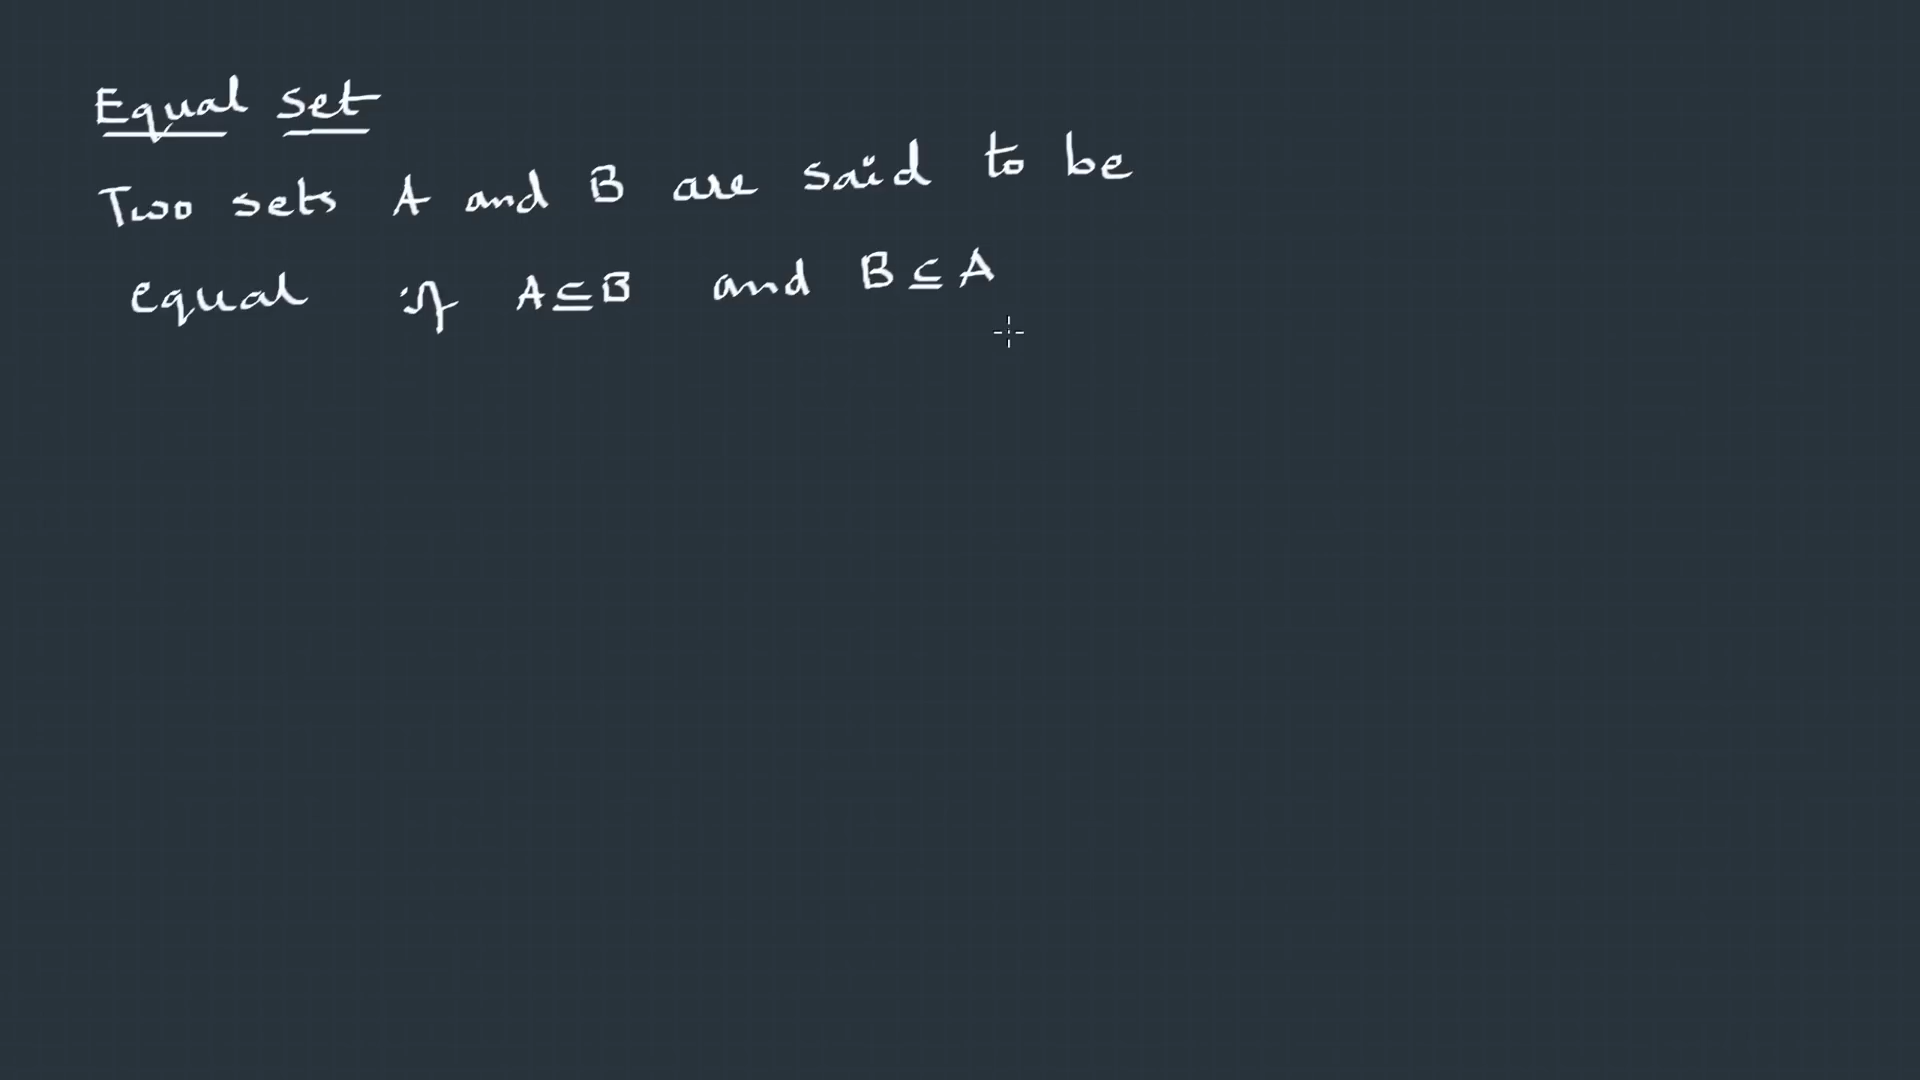 Equal set
Two sets A and B are said to be
equal if A⊆B and B⊆A